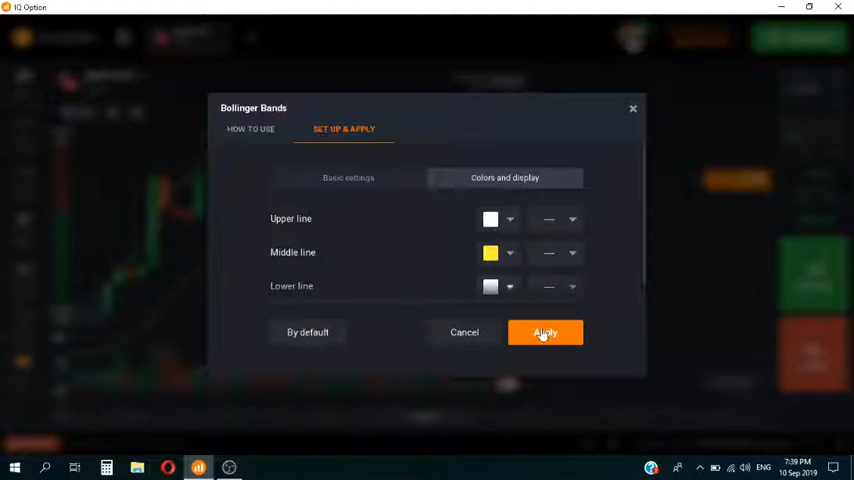 IQ Option
Bollinger Bands
HOW TO USE
SET UP & APPLY
Basic settings
Colors and display
Upper line
Middle line
Lower line
By default
Cancel
Apply
ENG
7:39 PM
10 Sep 2019